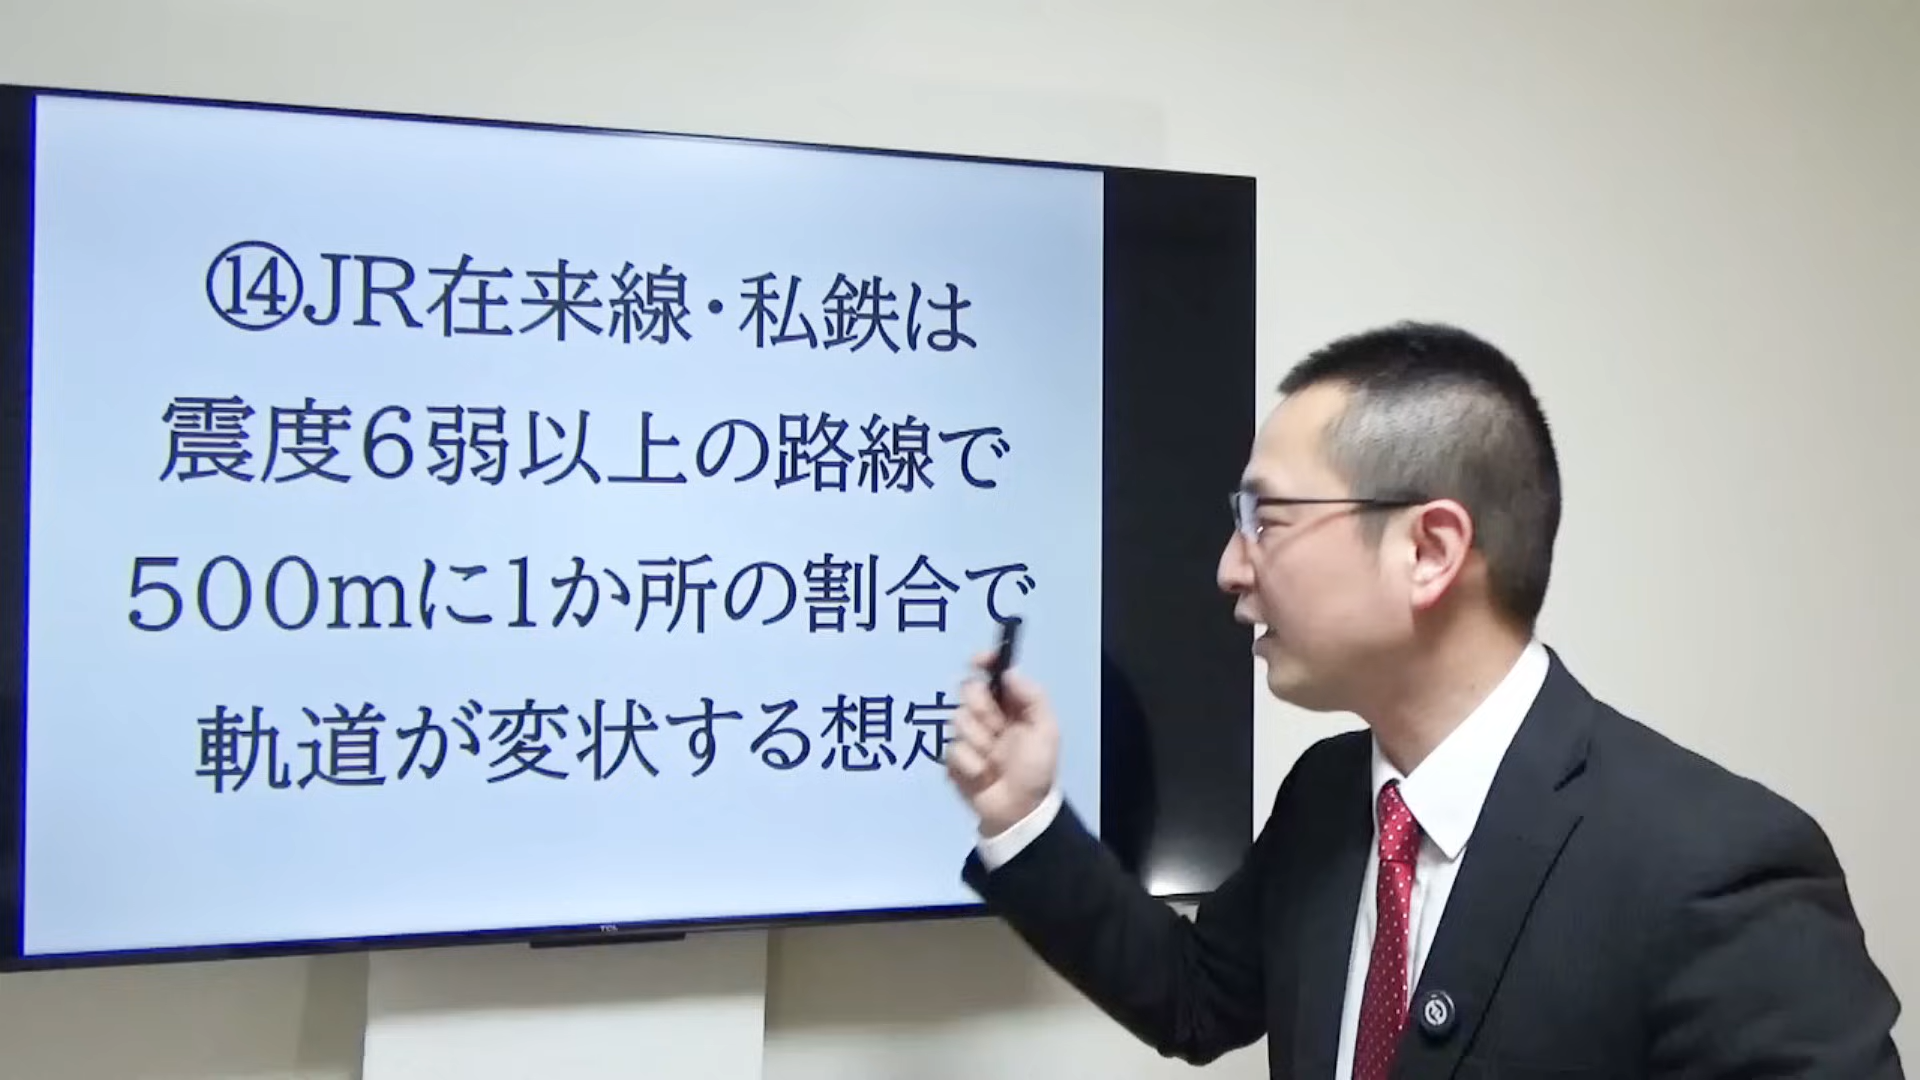 ⑭JR在来線・私鉄は
震度6弱以上の路線で
500mに1か所の割合で
軌道が変状する想定
TCL